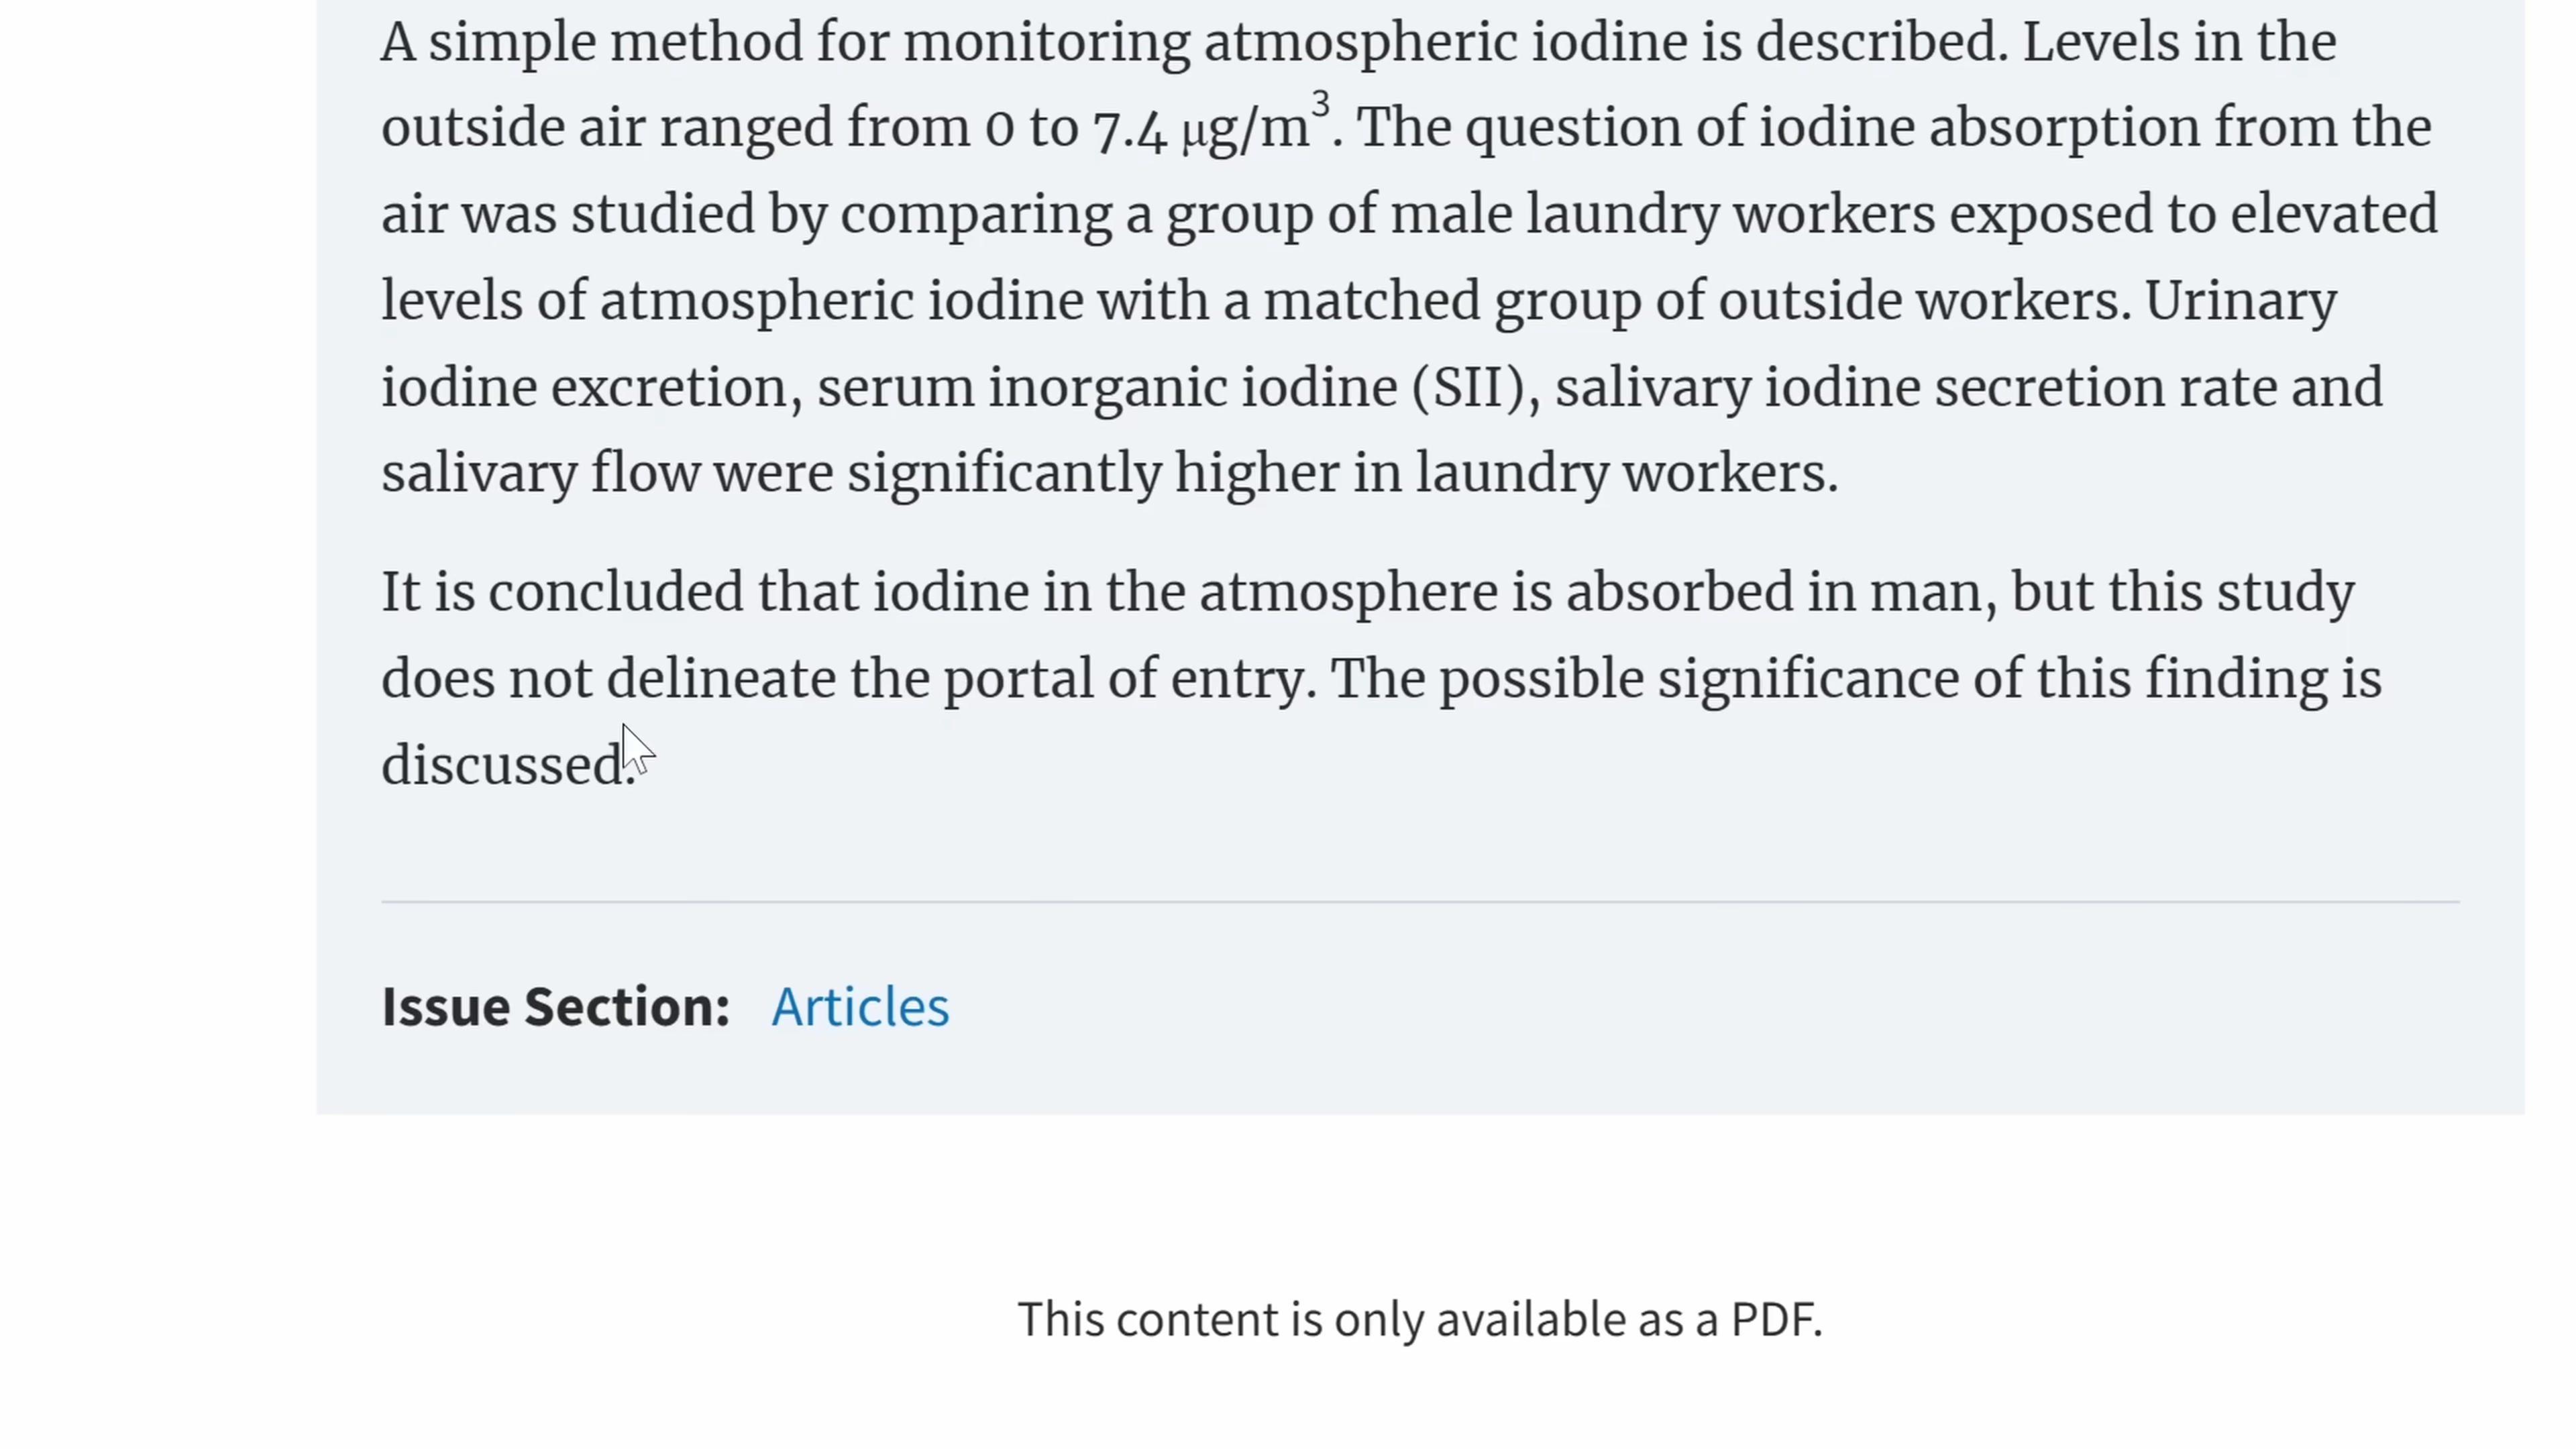 A simple method for monitoring atmospheric iodine is described. Levels in the
outside air ranged from 0 to 7.4 μg/m³. The question of iodine absorption from the
air was studied by comparing a group of male laundry workers exposed to elevated
levels of atmospheric iodine with a matched group of outside workers. Urinary
iodine excretion, serum inorganic iodine (SII), salivary iodine secretion rate and
salivary flow were significantly higher in laundry workers.
It is concluded that iodine in the atmosphere is absorbed in man, but this study
does not delineate the portal of entry. The possible significance of this finding is
discussed.
Issue Section: Articles
This content is only available as a PDF.